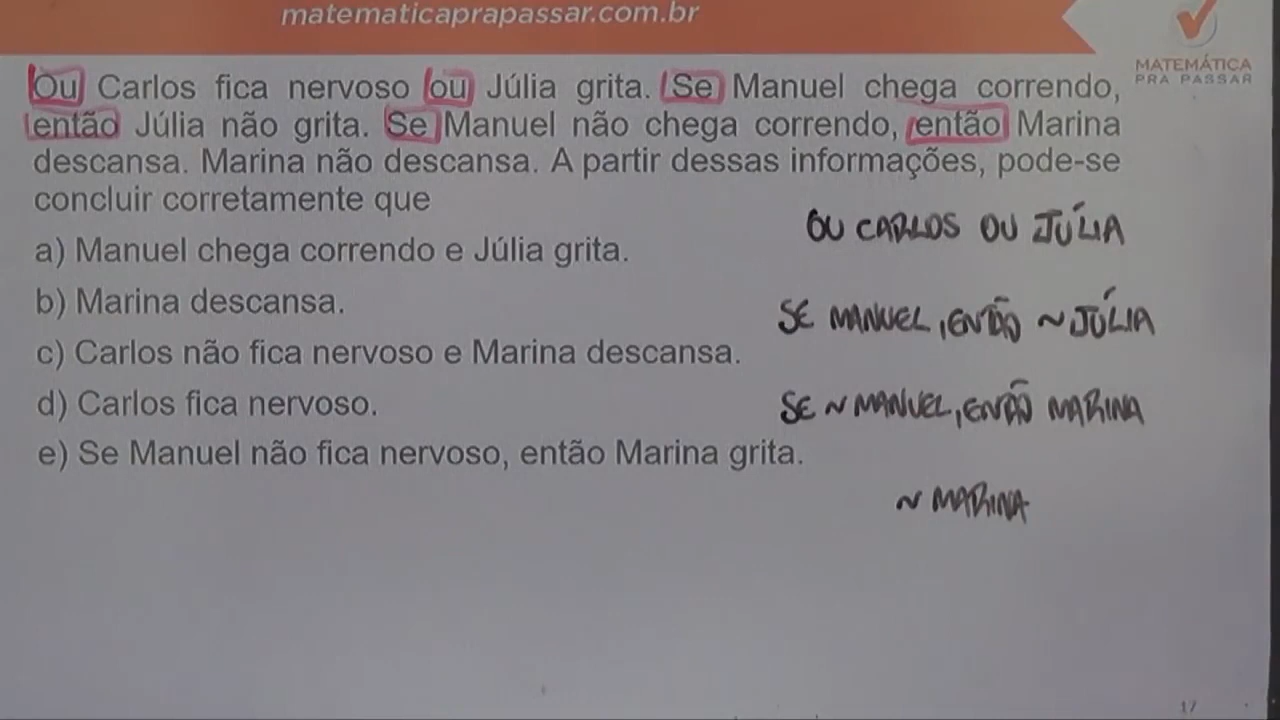 matematicaprapassar.com.br
MATEMÁTICA
PRA PASSAR
Ou Carlos fica nervoso ou Júlia grita. Se Manuel chega correndo,
então Júlia não grita. Se Manuel não chega correndo, então Marina
descansa. Marina não descansa. A partir dessas informações, pode-se
concluir corretamente que
a) Manuel chega correndo e Júlia grita.
b) Marina descansa.
c) Carlos não fica nervoso e Marina descansa.
d) Carlos fica nervoso.
e) Se Manuel não fica nervoso, então Marina grita.
OU CARLOS OU JÚLIA
SE MANUEL, ENTÃO ~JÚLIA
SE ~MANUEL, ENTÃO MARINA
~ MARINA
17